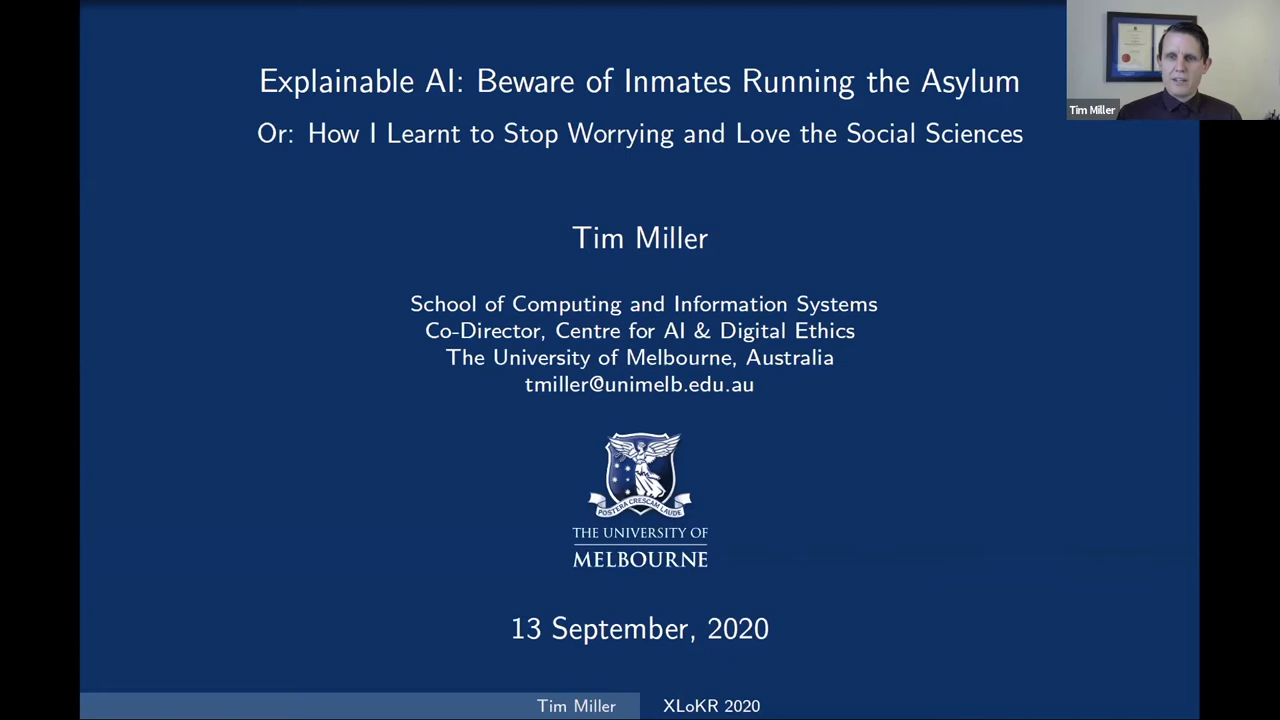 Explainable AI: Beware of Inmates Running the Asylum
Or: How I Learnt to Stop Worrying and Love the Social Sciences
Tim Miller
Tim Miller
School of Computing and Information Systems
Co-Director, Centre for AI & Digital Ethics
The University of Melbourne, Australia
tmiller@unimelb.edu.au
POSTERA CRESCAM LAUDE
THE UNIVERSITY OF
MELBOURNE
13 September, 2020
Tim Miller
XLoKR 2020